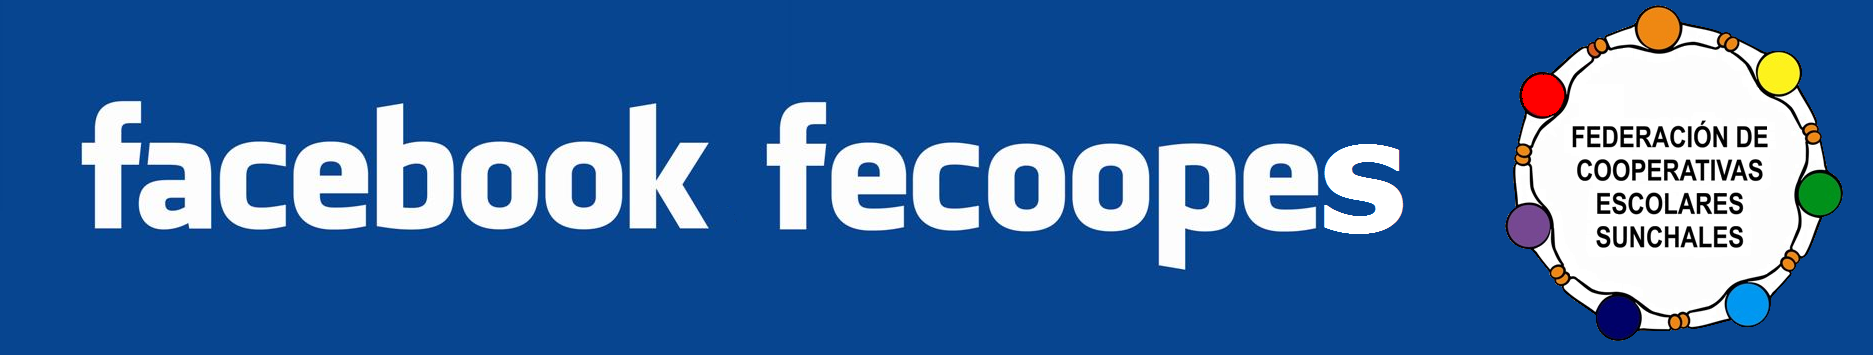 facebook fecoopes
FEDERACIÓN DE
COOPERATIVAS
ESCOLARES
SUNCHALES